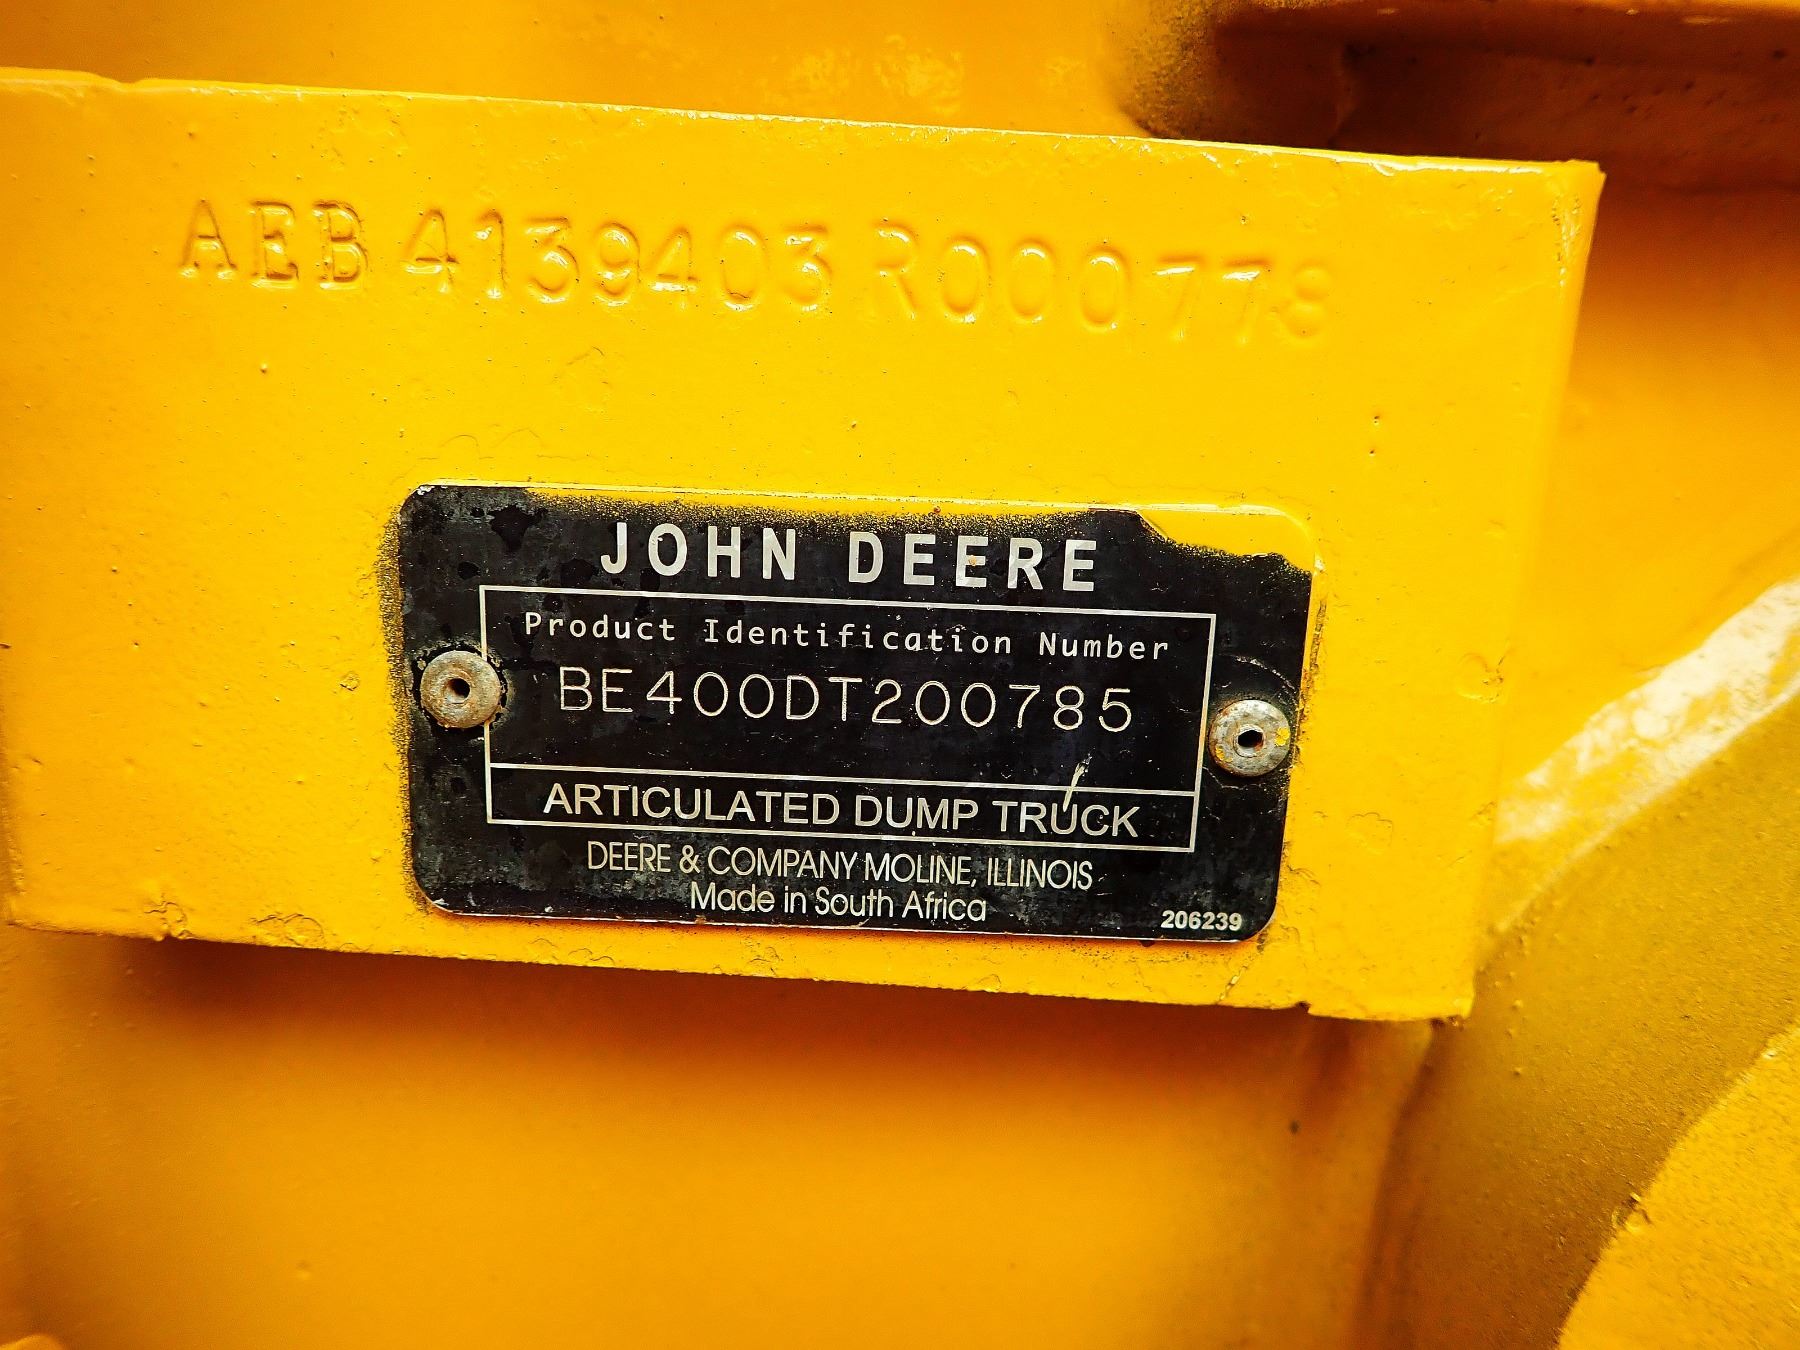 AEB 4139403 R000778
JOHN DEERE
Product Identification Number
BE400DT200785
ARTICULATED DUMP TRUCK
DEERE & COMPANY MOLINE, ILLINOIS
Made in South Africa
206239